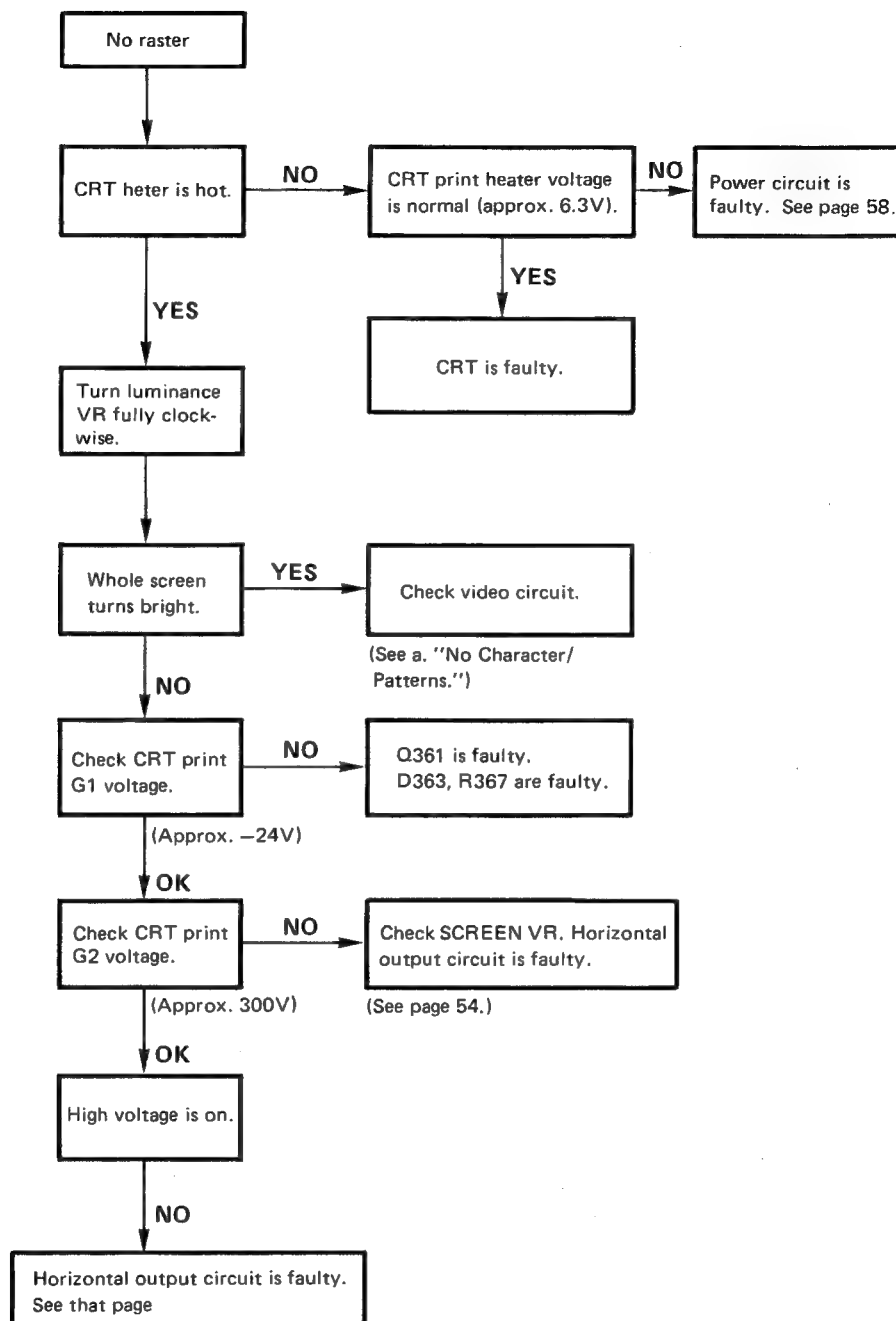 No raster
CRT heter is hot.
NO
CRT print heater voltage
is normal (approx. 6.3V).
NO
Power circuit is
faulty. See page 58.
YES
YES
CRT is faulty.
Turn luminance
VR fully clock-
wise.
Whole screen
turns bright.
YES
Check video circuit.
(See a. "No Character/
Patterns.")
NO
Check CRT print
G1 voltage.
NO
Q361 is faulty.
D363, R367 are faulty.
(Approx. −24V)
OK
Check CRT print
G2 voltage.
NO
Check SCREEN VR. Horizontal
output circuit is faulty.
(Approx. 300V)
(See page 54.)
OK
High voltage is on.
NO
Horizontal output circuit is faulty.
See that page